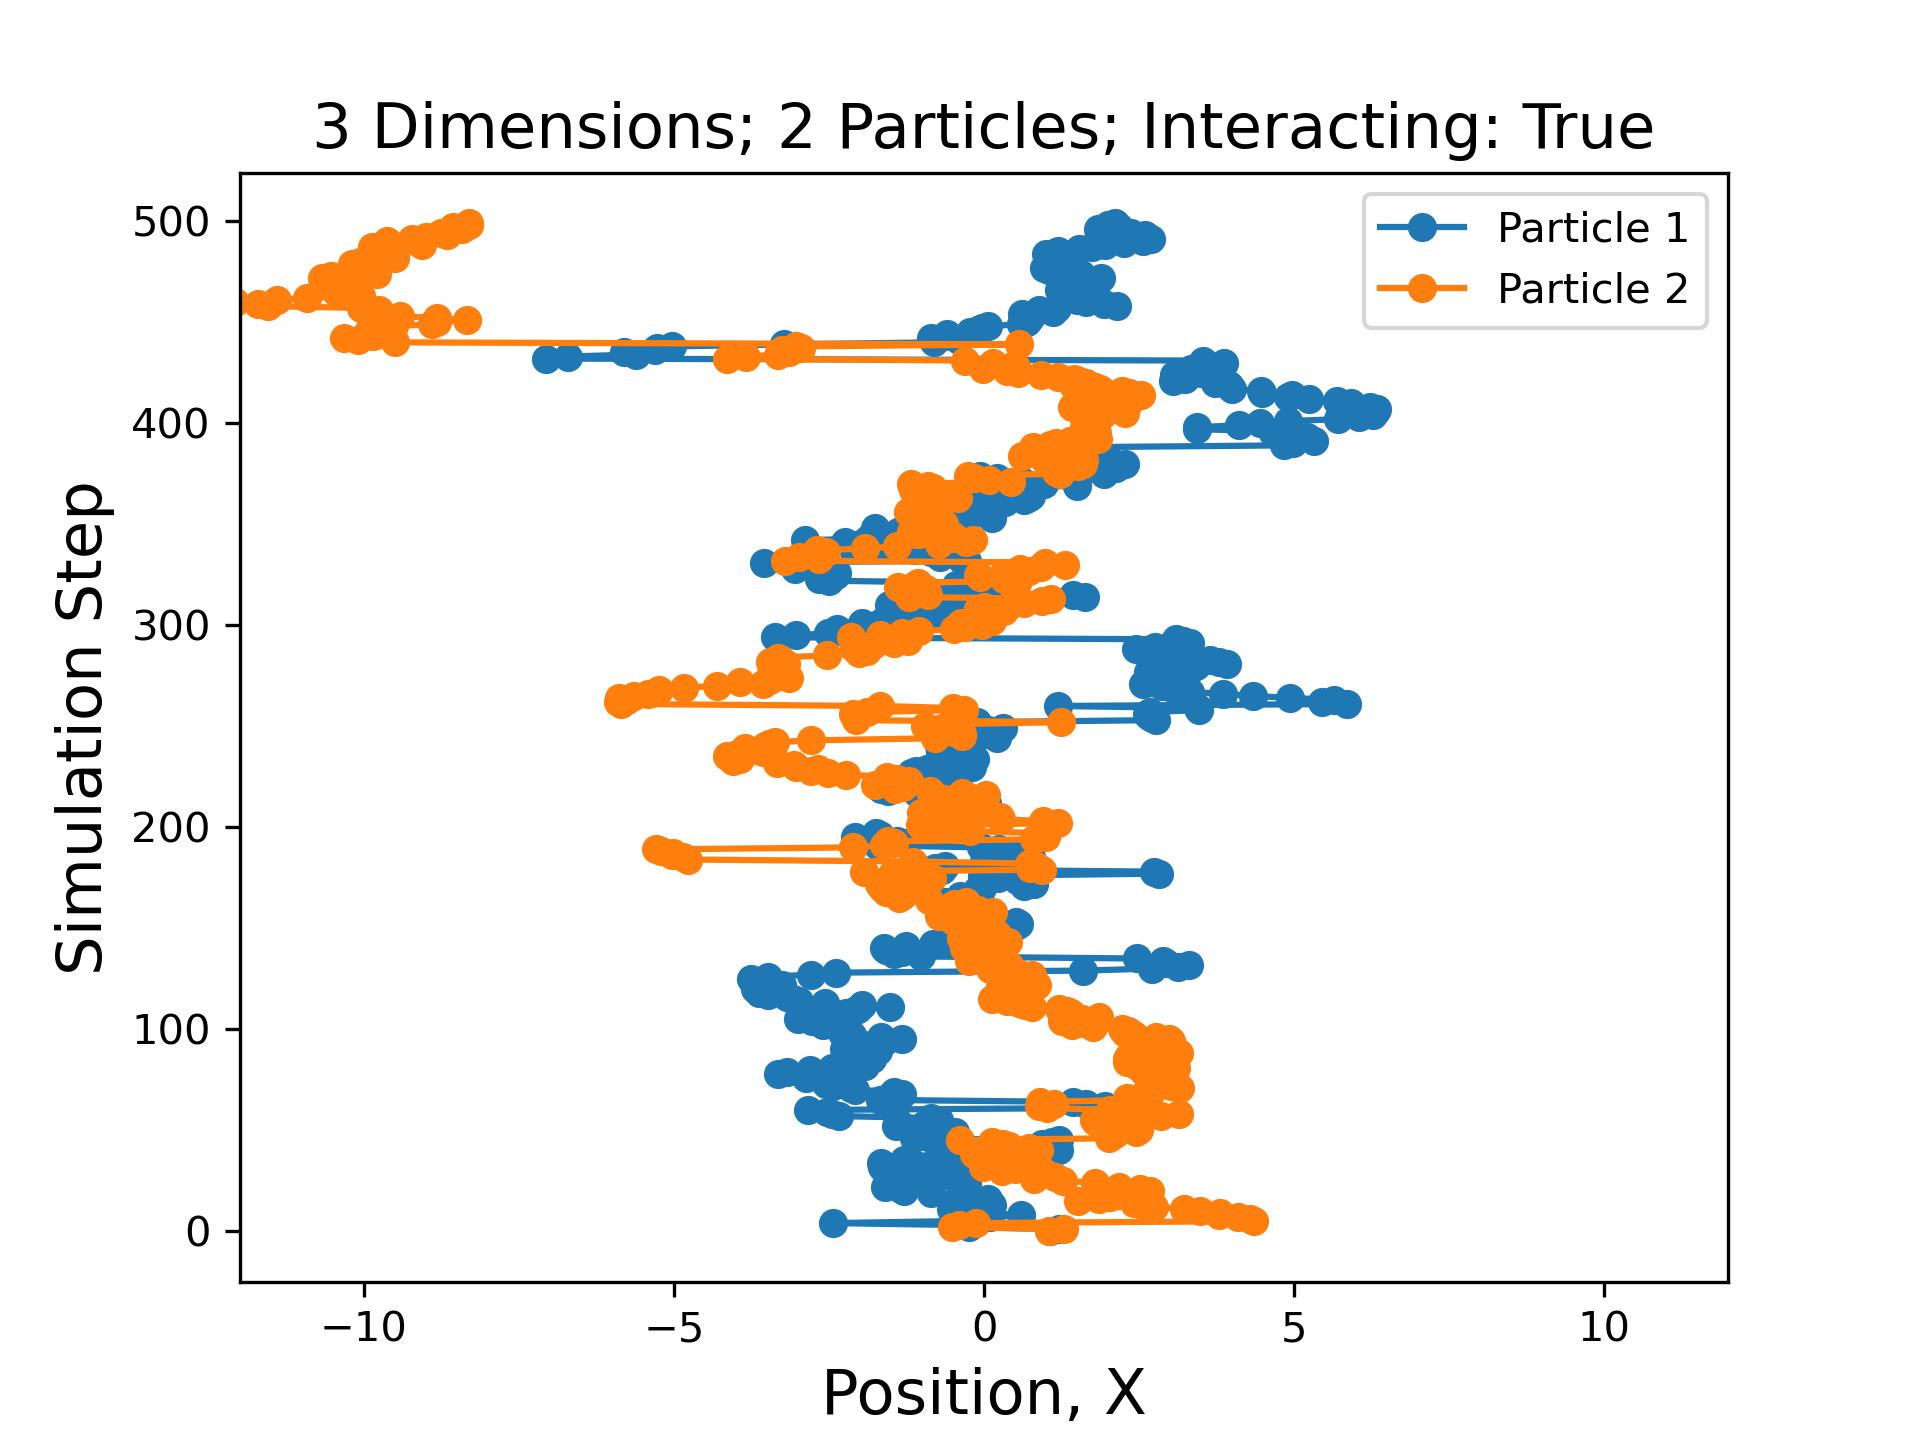 3 Dimensions; 2 Particles; Interacting: True
Particle 1
Particle 2
500
400
300
200
100
0
Simulation Step
−10
−5
0
5
10
Position, X